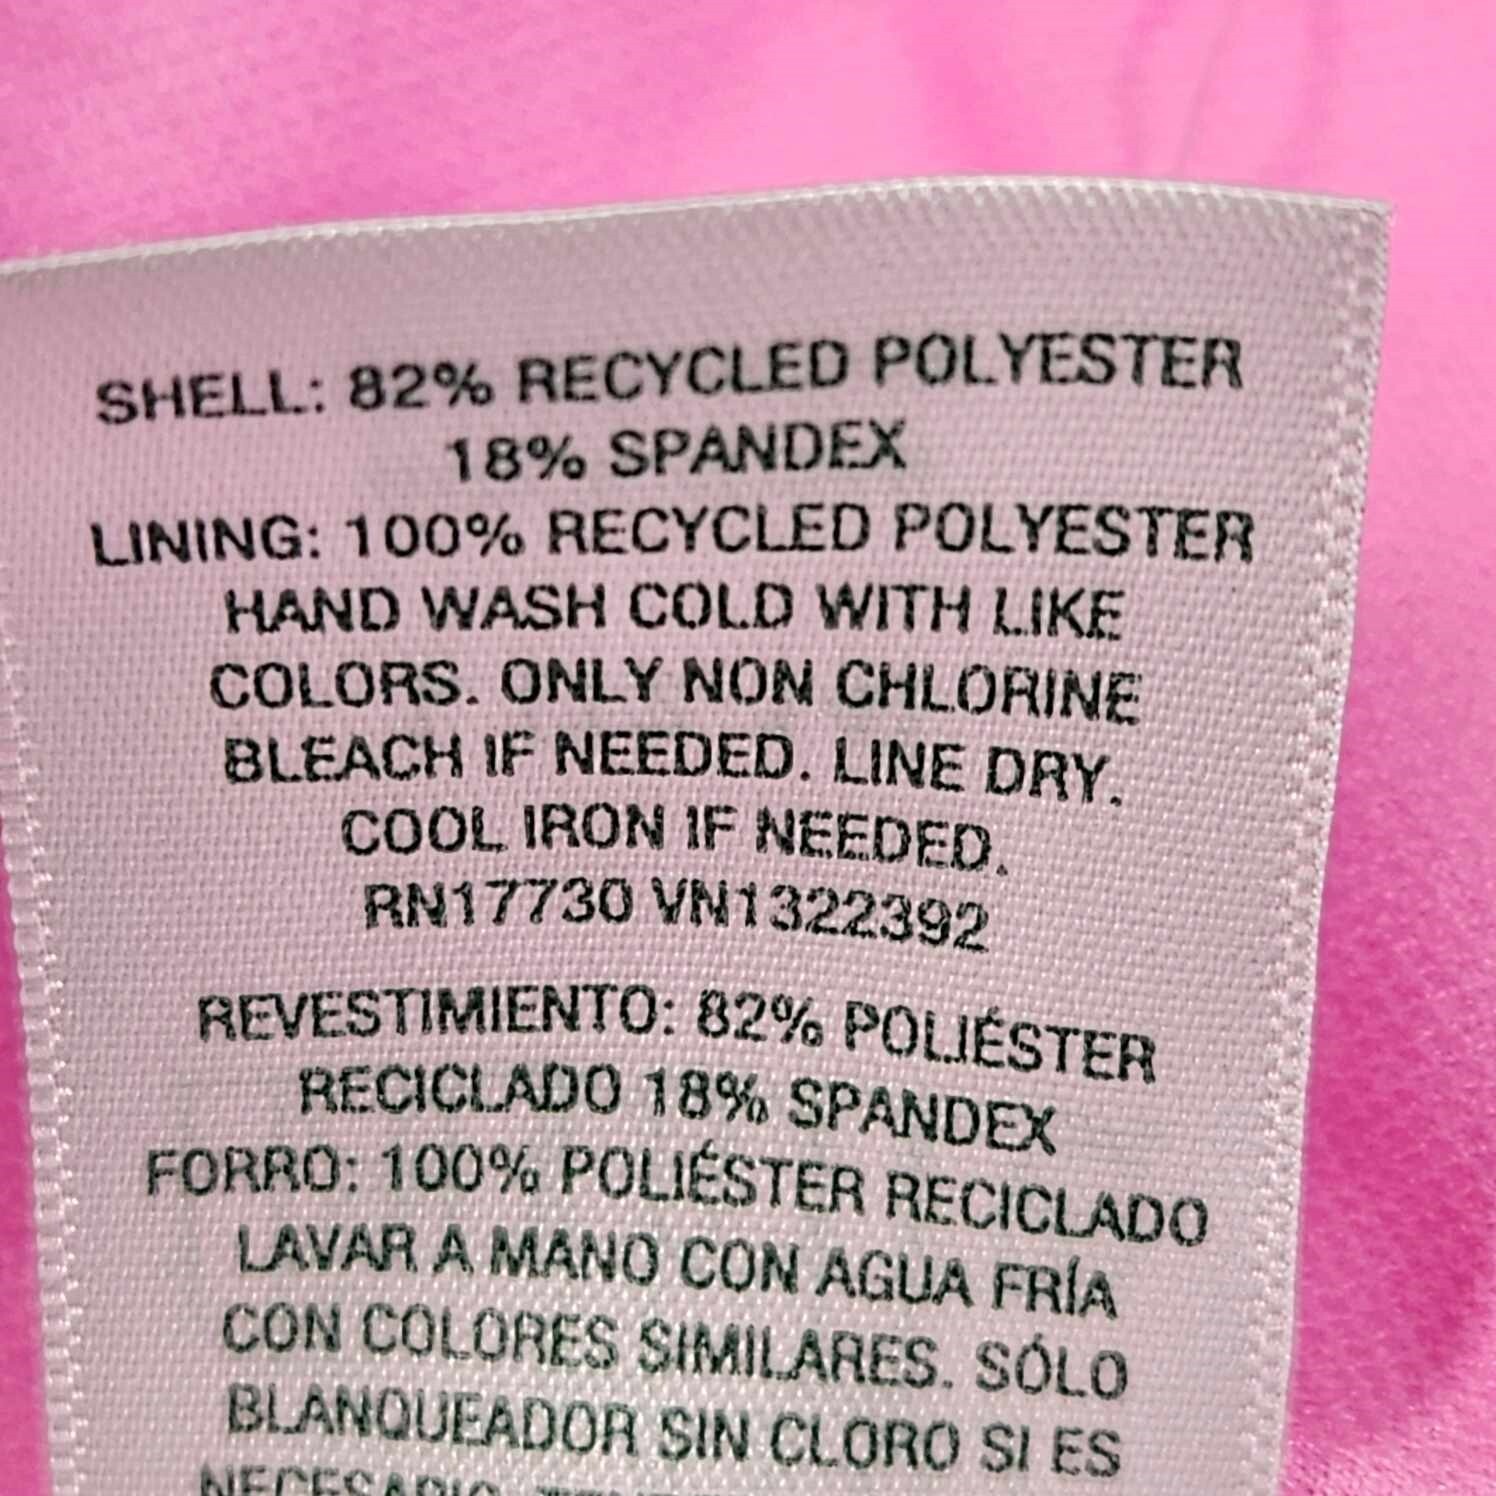 SHELL: 82% RECYCLED POLYESTER
18% SPANDEX
LINING: 100% RECYCLED POLYESTER
HAND WASH COLD WITH LIKE
COLORS. ONLY NON CHLORINE
BLEACH IF NEEDED. LINE DRY.
COOL IRON IF NEEDED.
RN17730 VN1322392
REVESTIMIENTO: 82% POLIÉSTER
RECICLADO 18% SPANDEX
FORRO: 100% POLIÉSTER RECICLADO
LAVAR A MANO CON AGUA FRÍA
CON COLORES SIMILARES. SÓLO
BLANQUEADOR SIN CLORO SI ES
NECESARIO.